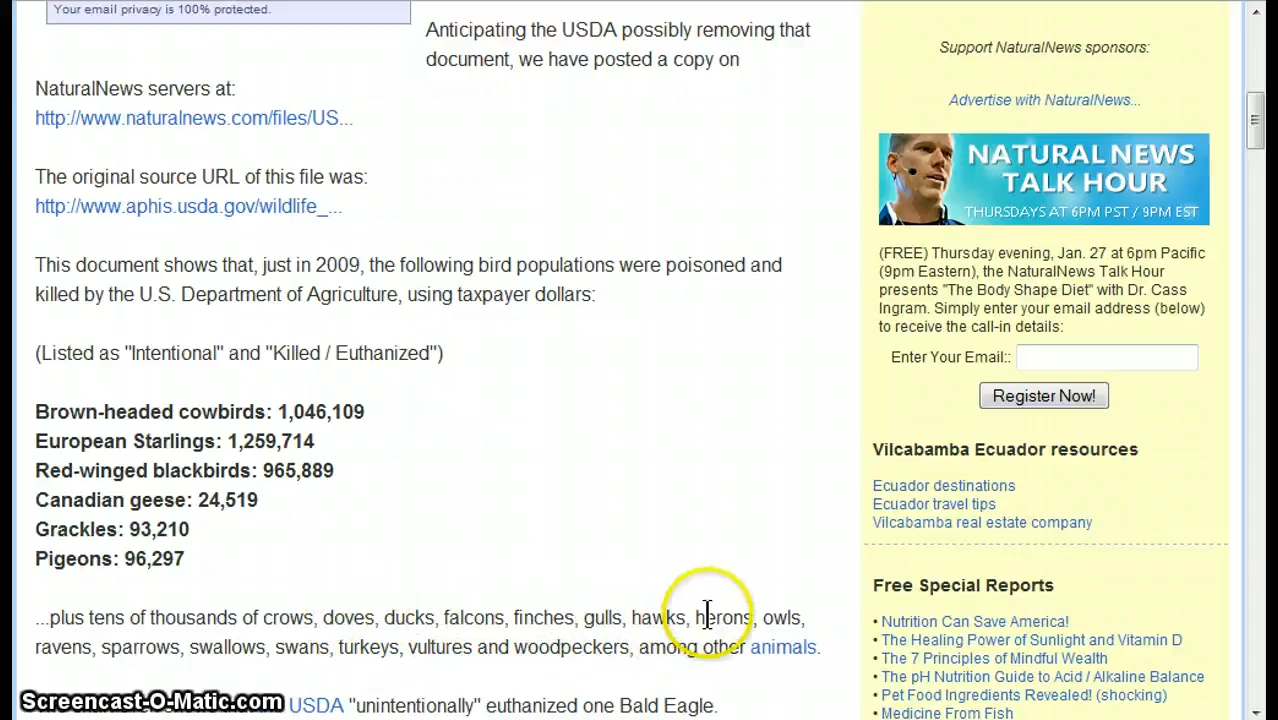 Your email privacy is 100% protected.
Anticipating the USDA possibly removing that
document, we have posted a copy on
NaturalNews servers at:
http://www.naturalnews.com/files/US...
The original source URL of this file was:
http://www.aphis.usda.gov/wildlife_...
This document shows that, just in 2009, the following bird populations were poisoned and
killed by the U.S. Department of Agriculture, using taxpayer dollars:
(Listed as "Intentional" and "Killed / Euthanized")
Brown-headed cowbirds: 1,046,109
European Starlings: 1,259,714
Red-winged blackbirds: 965,889
Canadian geese: 24,519
Grackles: 93,210
Pigeons: 96,297
...plus tens of thousands of crows, doves, ducks, falcons, finches, gulls, hawks, herons, owls,
ravens, sparrows, swallows, swans, turkeys, vultures and woodpeckers, among other animals.
USDA "unintentionally" euthanized one Bald Eagle.
Screencast-O-Matic.com
Support NaturalNews sponsors:
Advertise with NaturalNews...
NATURAL NEWS
TALK HOUR
THURSDAYS AT 6PM PST / 9PM EST
(FREE) Thursday evening, Jan. 27 at 6pm Pacific
(9pm Eastern), the NaturalNews Talk Hour
presents "The Body Shape Diet" with Dr. Cass
Ingram. Simply enter your email address (below)
to receive the call-in details:
Enter Your Email::
Register Now!
Vilcabamba Ecuador resources
Ecuador destinations
Ecuador travel tips
Vilcabamba real estate company
Free Special Reports
• Nutrition Can Save America!
• The Healing Power of Sunlight and Vitamin D
• The 7 Principles of Mindful Wealth
• The pH Nutrition Guide to Acid / Alkaline Balance
• Pet Food Ingredients Revealed! (shocking)
• Medicine From Fish